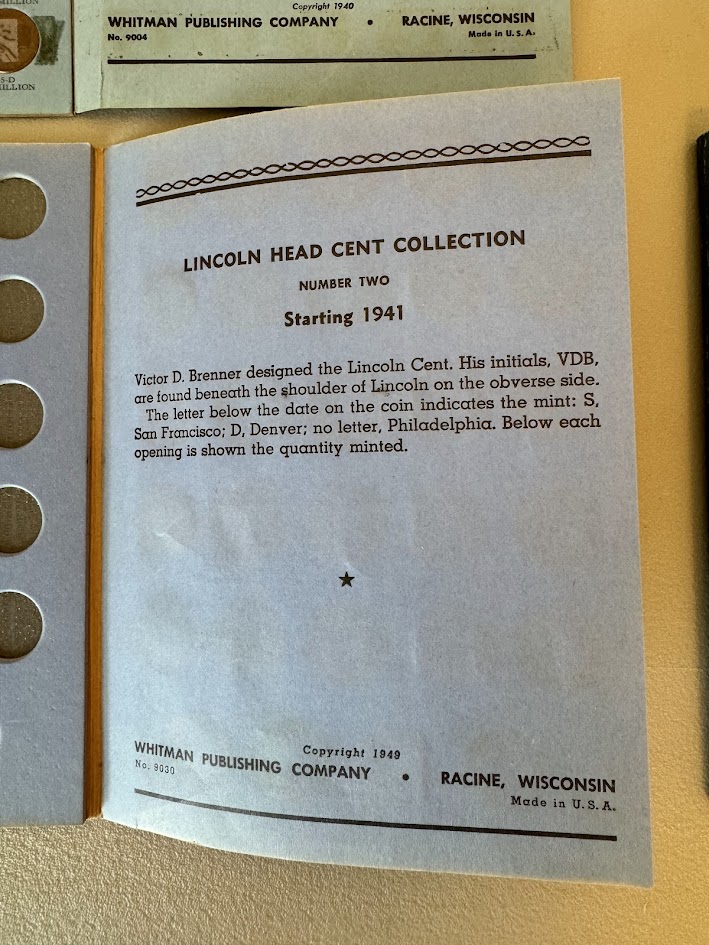 MILLION
5-D
MILLION
Copyright 1940
WHITMAN PUBLISHING COMPANY • RACINE, WISCONSIN
No. 9004 Made in U. S. A.
LINCOLN HEAD CENT COLLECTION
NUMBER TWO
Starting 1941
Victor D. Brenner designed the Lincoln Cent. His initials, VDB,
are found beneath the shoulder of Lincoln on the obverse side.
The letter below the date on the coin indicates the mint: S,
San Francisco; D, Denver; no letter, Philadelphia. Below each
opening is shown the quantity minted.
Copyright 1949
WHITMAN PUBLISHING COMPANY • RACINE, WISCONSIN
No. 9030 Made in U. S. A.